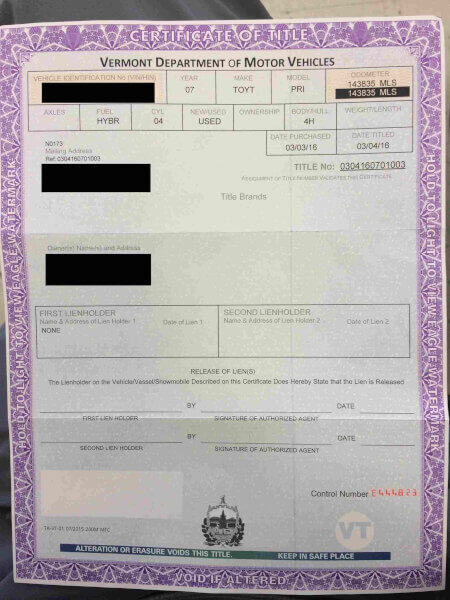 CERTIFICATE OF TITLE
VERMONT DEPARTMENT OF MOTOR VEHICLES
VEHICLE IDENTIFICATION No (VIN/HIN) YEAR MAKE MODEL ODOMETER
07 TOYT PRI 143835 MLS
143835 MLS
AXLES FUEL CYL NEW/USED OWNERSHIP BODY/HULL WEIGHT/LENGTH
HYBR 04 USED 4H
DATE PURCHASED DATE TITLED
03/03/16 03/04/16
N0173
Mailing Address
Ref: 0304160701003
TITLE No: 0304160701003
ASSIGNMENT OF TITLE NUMBER VALIDATES THIS CERTIFICATE
Title Brands
Owner(s) Name(s) and Address
FIRST LIENHOLDER SECOND LIENHOLDER
Name & Address of Lien Holder 1 Date of Lien 1 Name & Address of Lien Holder 2 Date of Lien 2
NONE
RELEASE OF LIEN(S)
The Lienholder on the Vehicle/Vessel/Snowmobile Described on this Certificate Does Hereby State that the Lien is Released
BY DATE
FIRST LIEN HOLDER SIGNATURE OF AUTHORIZED AGENT
BY DATE
SECOND LIEN HOLDER SIGNATURE OF AUTHORIZED AGENT
Control Number E444823
VT
TA-VT-01 07/2015 200M MTC
ALTERATION OR ERASURE VOIDS THIS TITLE. KEEP IN SAFE PLACE
VOID IF ALTERED
HOLD TO LIGHT TO VIEW EAGLE WATERMARK
HOLD TO LIGHT TO VIEW EAGLE WATERMARK